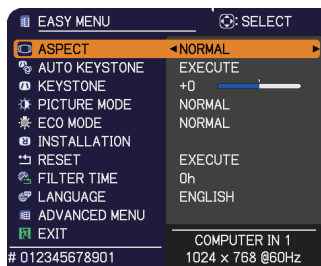 EASY MENU : SELECT
ASPECT NORMAL
AUTO KEYSTONE EXECUTE
KEYSTONE +0
PICTURE MODE NORMAL
ECO MODE NORMAL
INSTALLATION
RESET EXECUTE
FILTER TIME 0h
LANGUAGE ENGLISH
ADVANCED MENU
EXIT
COMPUTER IN 1
# 012345678901 1024 x 768 @60Hz